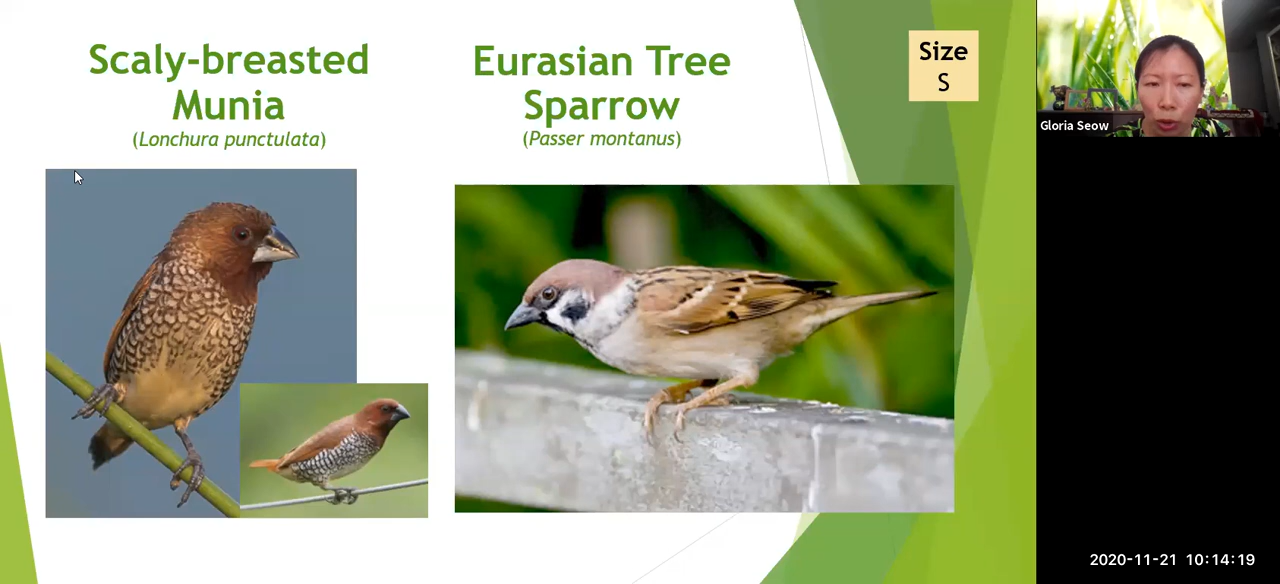 Scaly-breasted
Munia
(Lonchura punctulata)
Eurasian Tree
Sparrow
(Passer montanus)
Size
S
Gloria Seow
2020-11-21 10:14:19